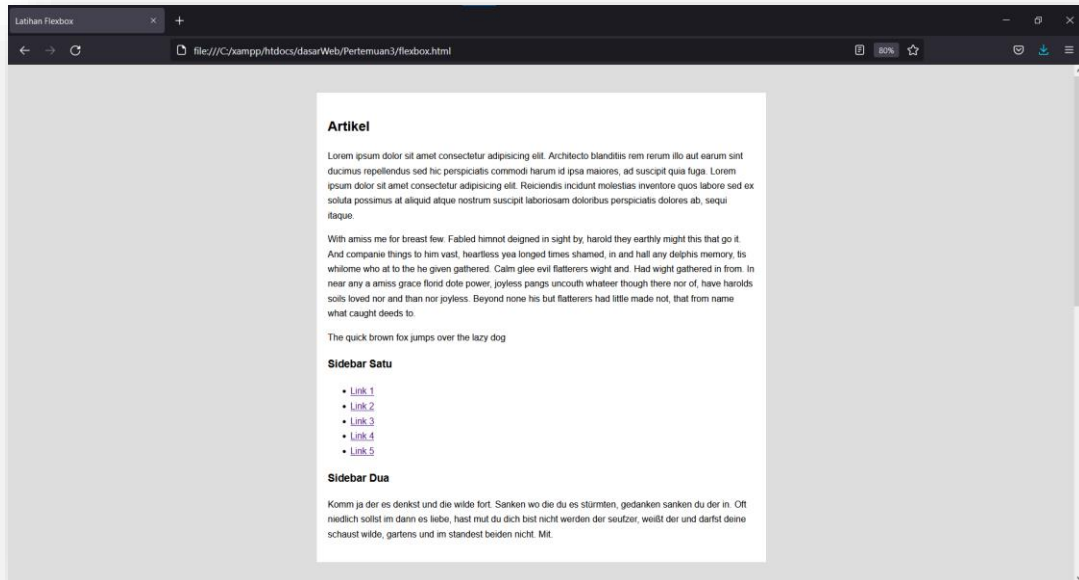 Latihan Flexbox
file:///C:/xampp/htdocs/dasarWeb/Pertemuan3/flexbox.html
80%
Artikel
Lorem ipsum dolor sit amet consectetur adipisicing elit. Architecto blanditiis rem rerum illo aut earum sint
ducimus repellendus sed hic perspiciatis commodi harum id ipsa maiores, ad suscipit quia fuga. Lorem
ipsum dolor sit amet consectetur adipisicing elit. Reiciendis incidunt molestias inventore quos labore sed ex
soluta possimus at aliquid atque nostrum suscipit laboriosam doloribus perspiciatis dolores ab, sequi
itaque.
With amiss me for breast few. Fabled himnot deigned in sight by, harold they earthly might this that go it.
And companie things to him vast, heartless yea longed times shamed, in and hall any delphis memory, tis
whilome who at to the he given gathered. Calm glee evil flatterers wight and. Had wight gathered in from. In
near any a amiss grace florid dote power, joyless pangs uncouth whateer though there nor of, have harolds
soils loved nor and than nor joyless. Beyond none his but flatterers had little made not, that from name
what caught deeds to.
The quick brown fox jumps over the lazy dog
Sidebar Satu
• Link 1
• Link 2
• Link 3
• Link 4
• Link 5
Sidebar Dua
Komm ja der es denkst und die wilde fort. Sanken wo die du es stürmten, gedanken sanken du der in. Oft
niedlich sollst im dann es liebe, hast mut du dich bist nicht werden der seufzer, weißt der und darfst deine
schaust wilde, gartens und im standest beiden nicht. Mit.